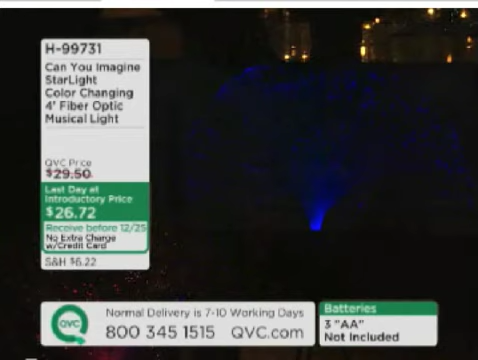 H-99731
Can You Imagine
StarLight
Color Changing
4' Fiber Optic
Musical Light
QVC Price
$29.50
Last Day at
Introductory Price
$26.72
Receive before 12/25
No Extra Charge
w/Credit Card
S&H $6.22
QVC
Normal Delivery is 7-10 Working Days
800 345 1515 QVC.com
Batteries
3 "AA"
Not Included